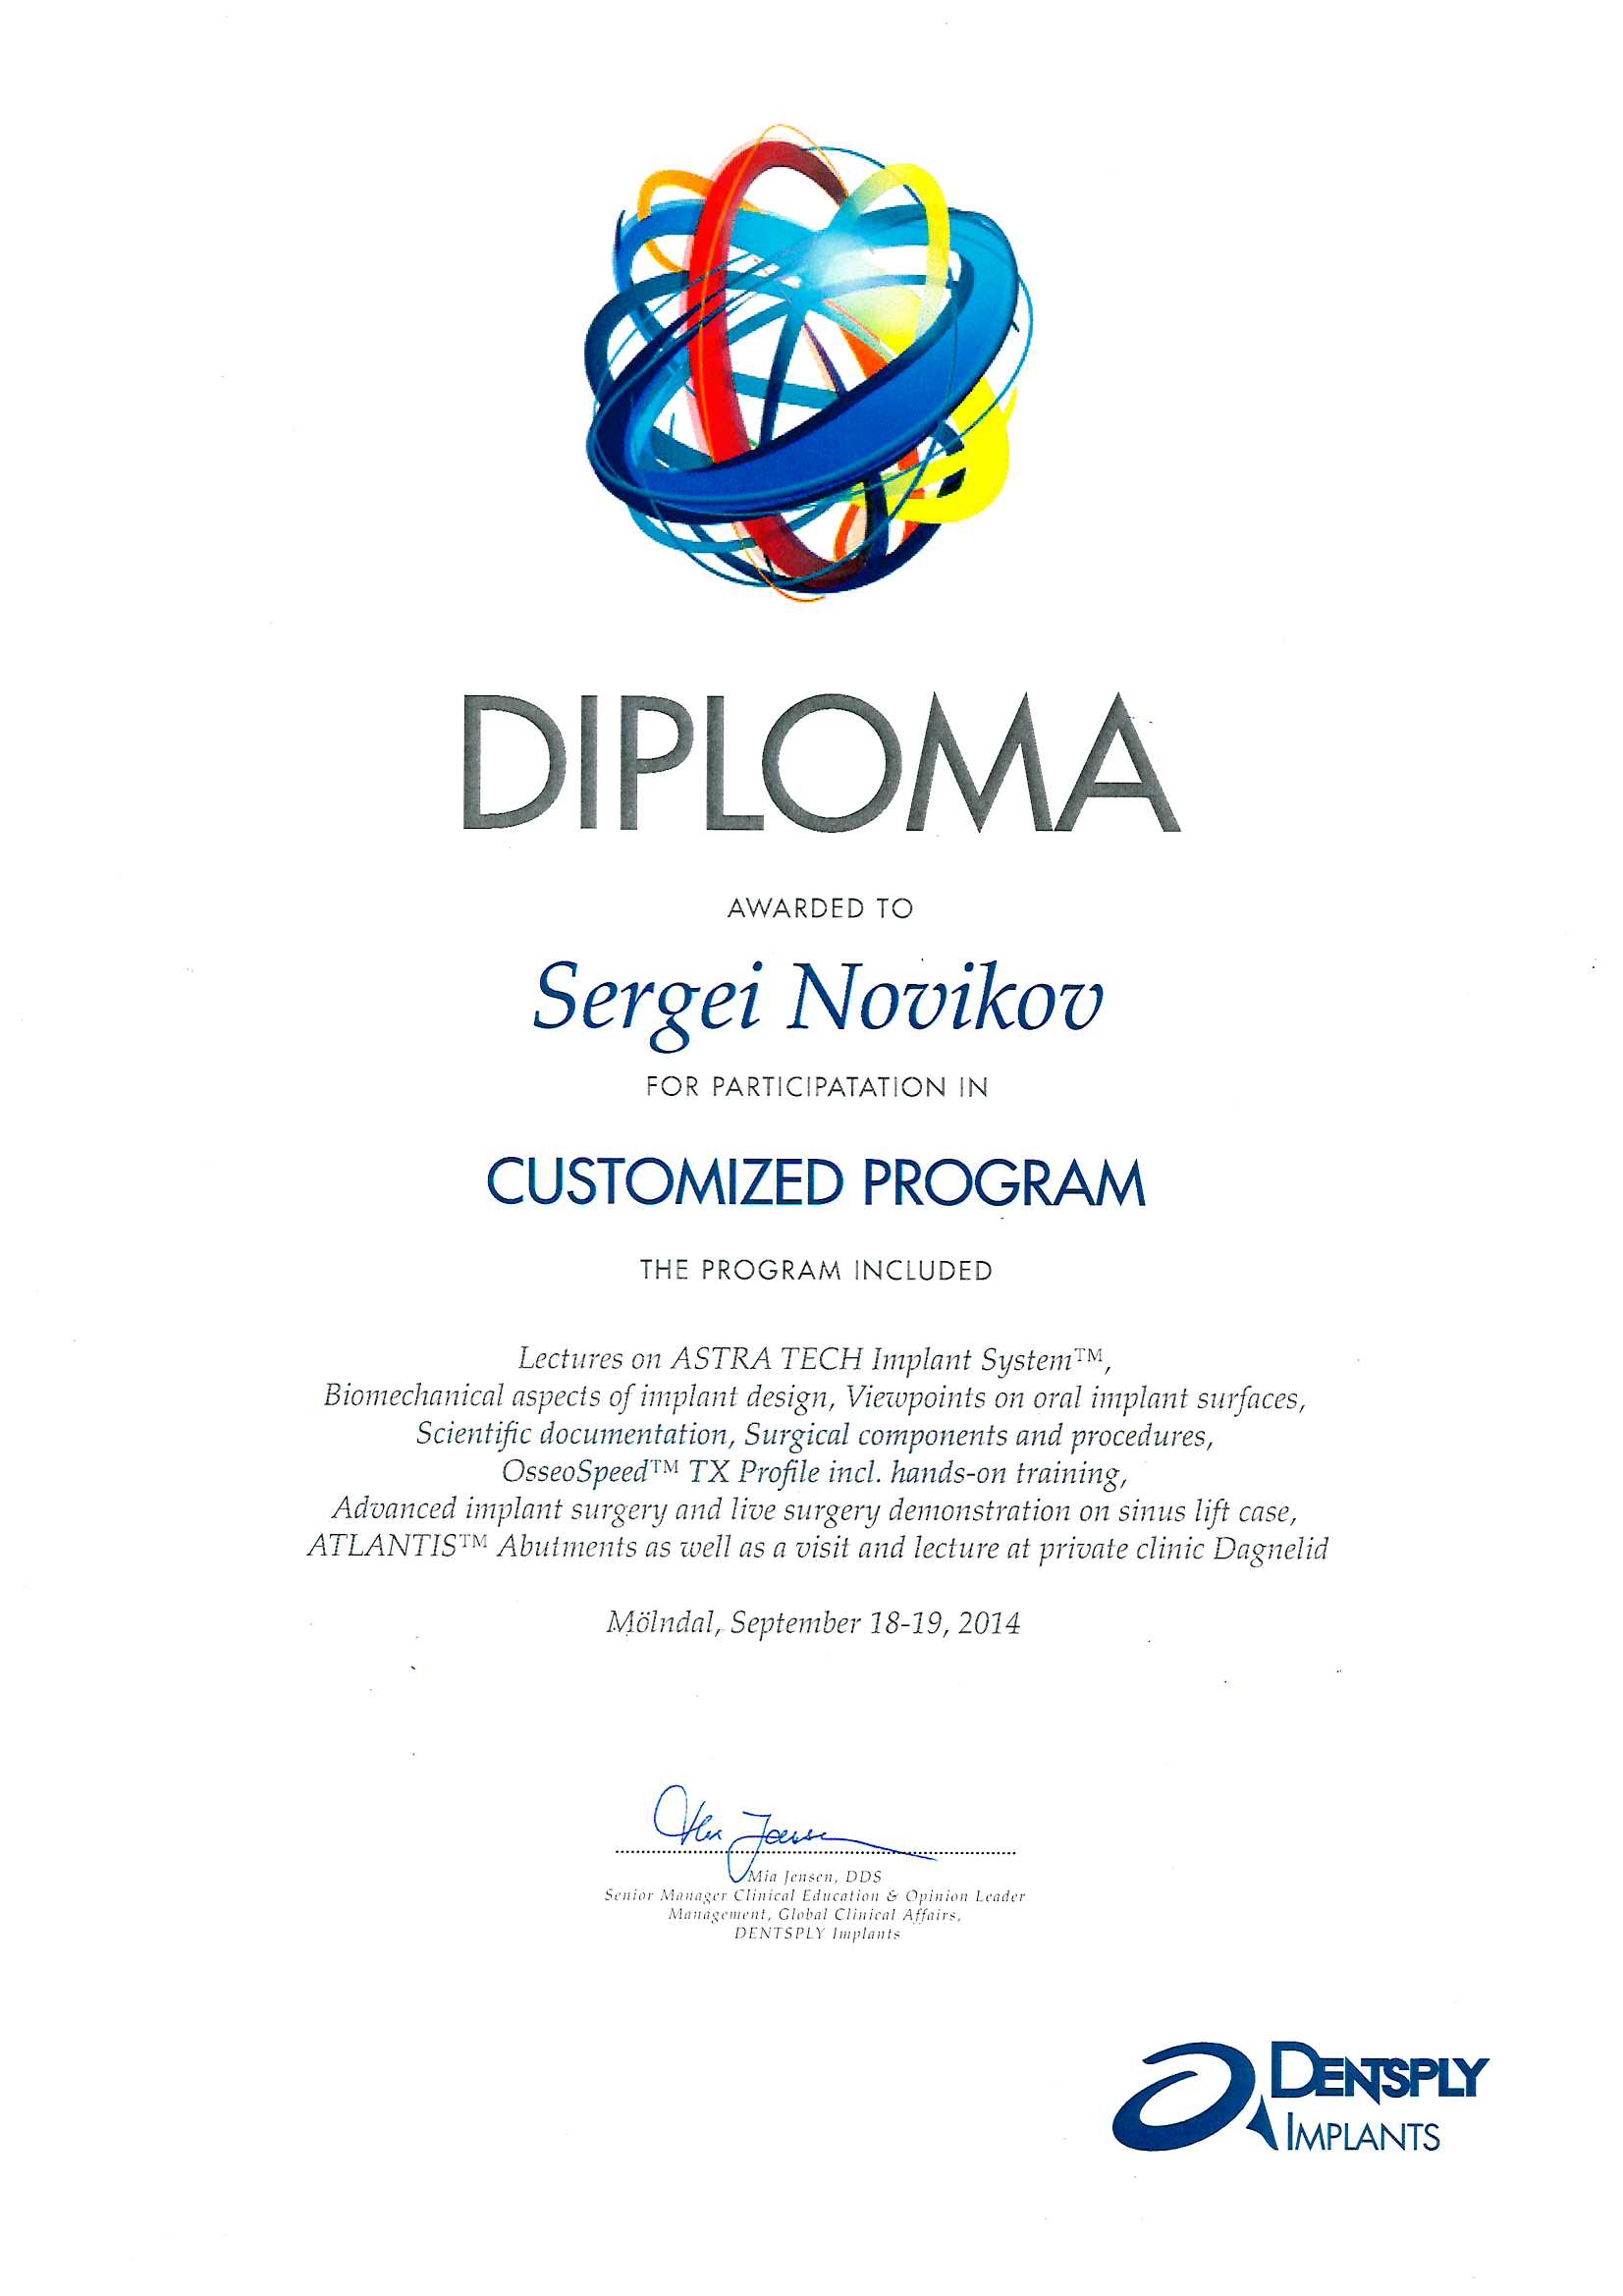 DIPLOMA
AWARDED TO
Sergei Novikov
FOR PARTICIPATATION IN
CUSTOMIZED PROGRAM
THE PROGRAM INCLUDED
Lectures on ASTRA TECH Implant System™,
Biomechanical aspects of implant design, Viewpoints on oral implant surfaces,
Scientific documentation, Surgical components and procedures,
OsseoSpeed™ TX Profile incl. hands-on training,
Advanced implant surgery and live surgery demonstration on sinus lift case,
ATLANTIS™ Abutments as well as a visit and lecture at private clinic Dagnelid
Mölndal, September 18-19, 2014
Mia Jensen, DDS
Senior Manager Clinical Education & Opinion Leader
Management, Global Clinical Affairs,
DENTSPLY Implants
DENTSPLY
IMPLANTS